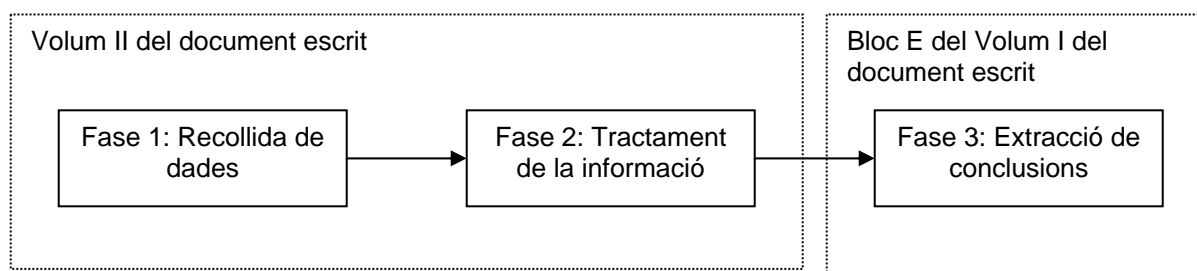 Volum II del document escrit
Bloc E del Volum I del
document escrit
Fase 1: Recollida de
dades
Fase 2: Tractament
de la informació
Fase 3: Extracció de
conclusions